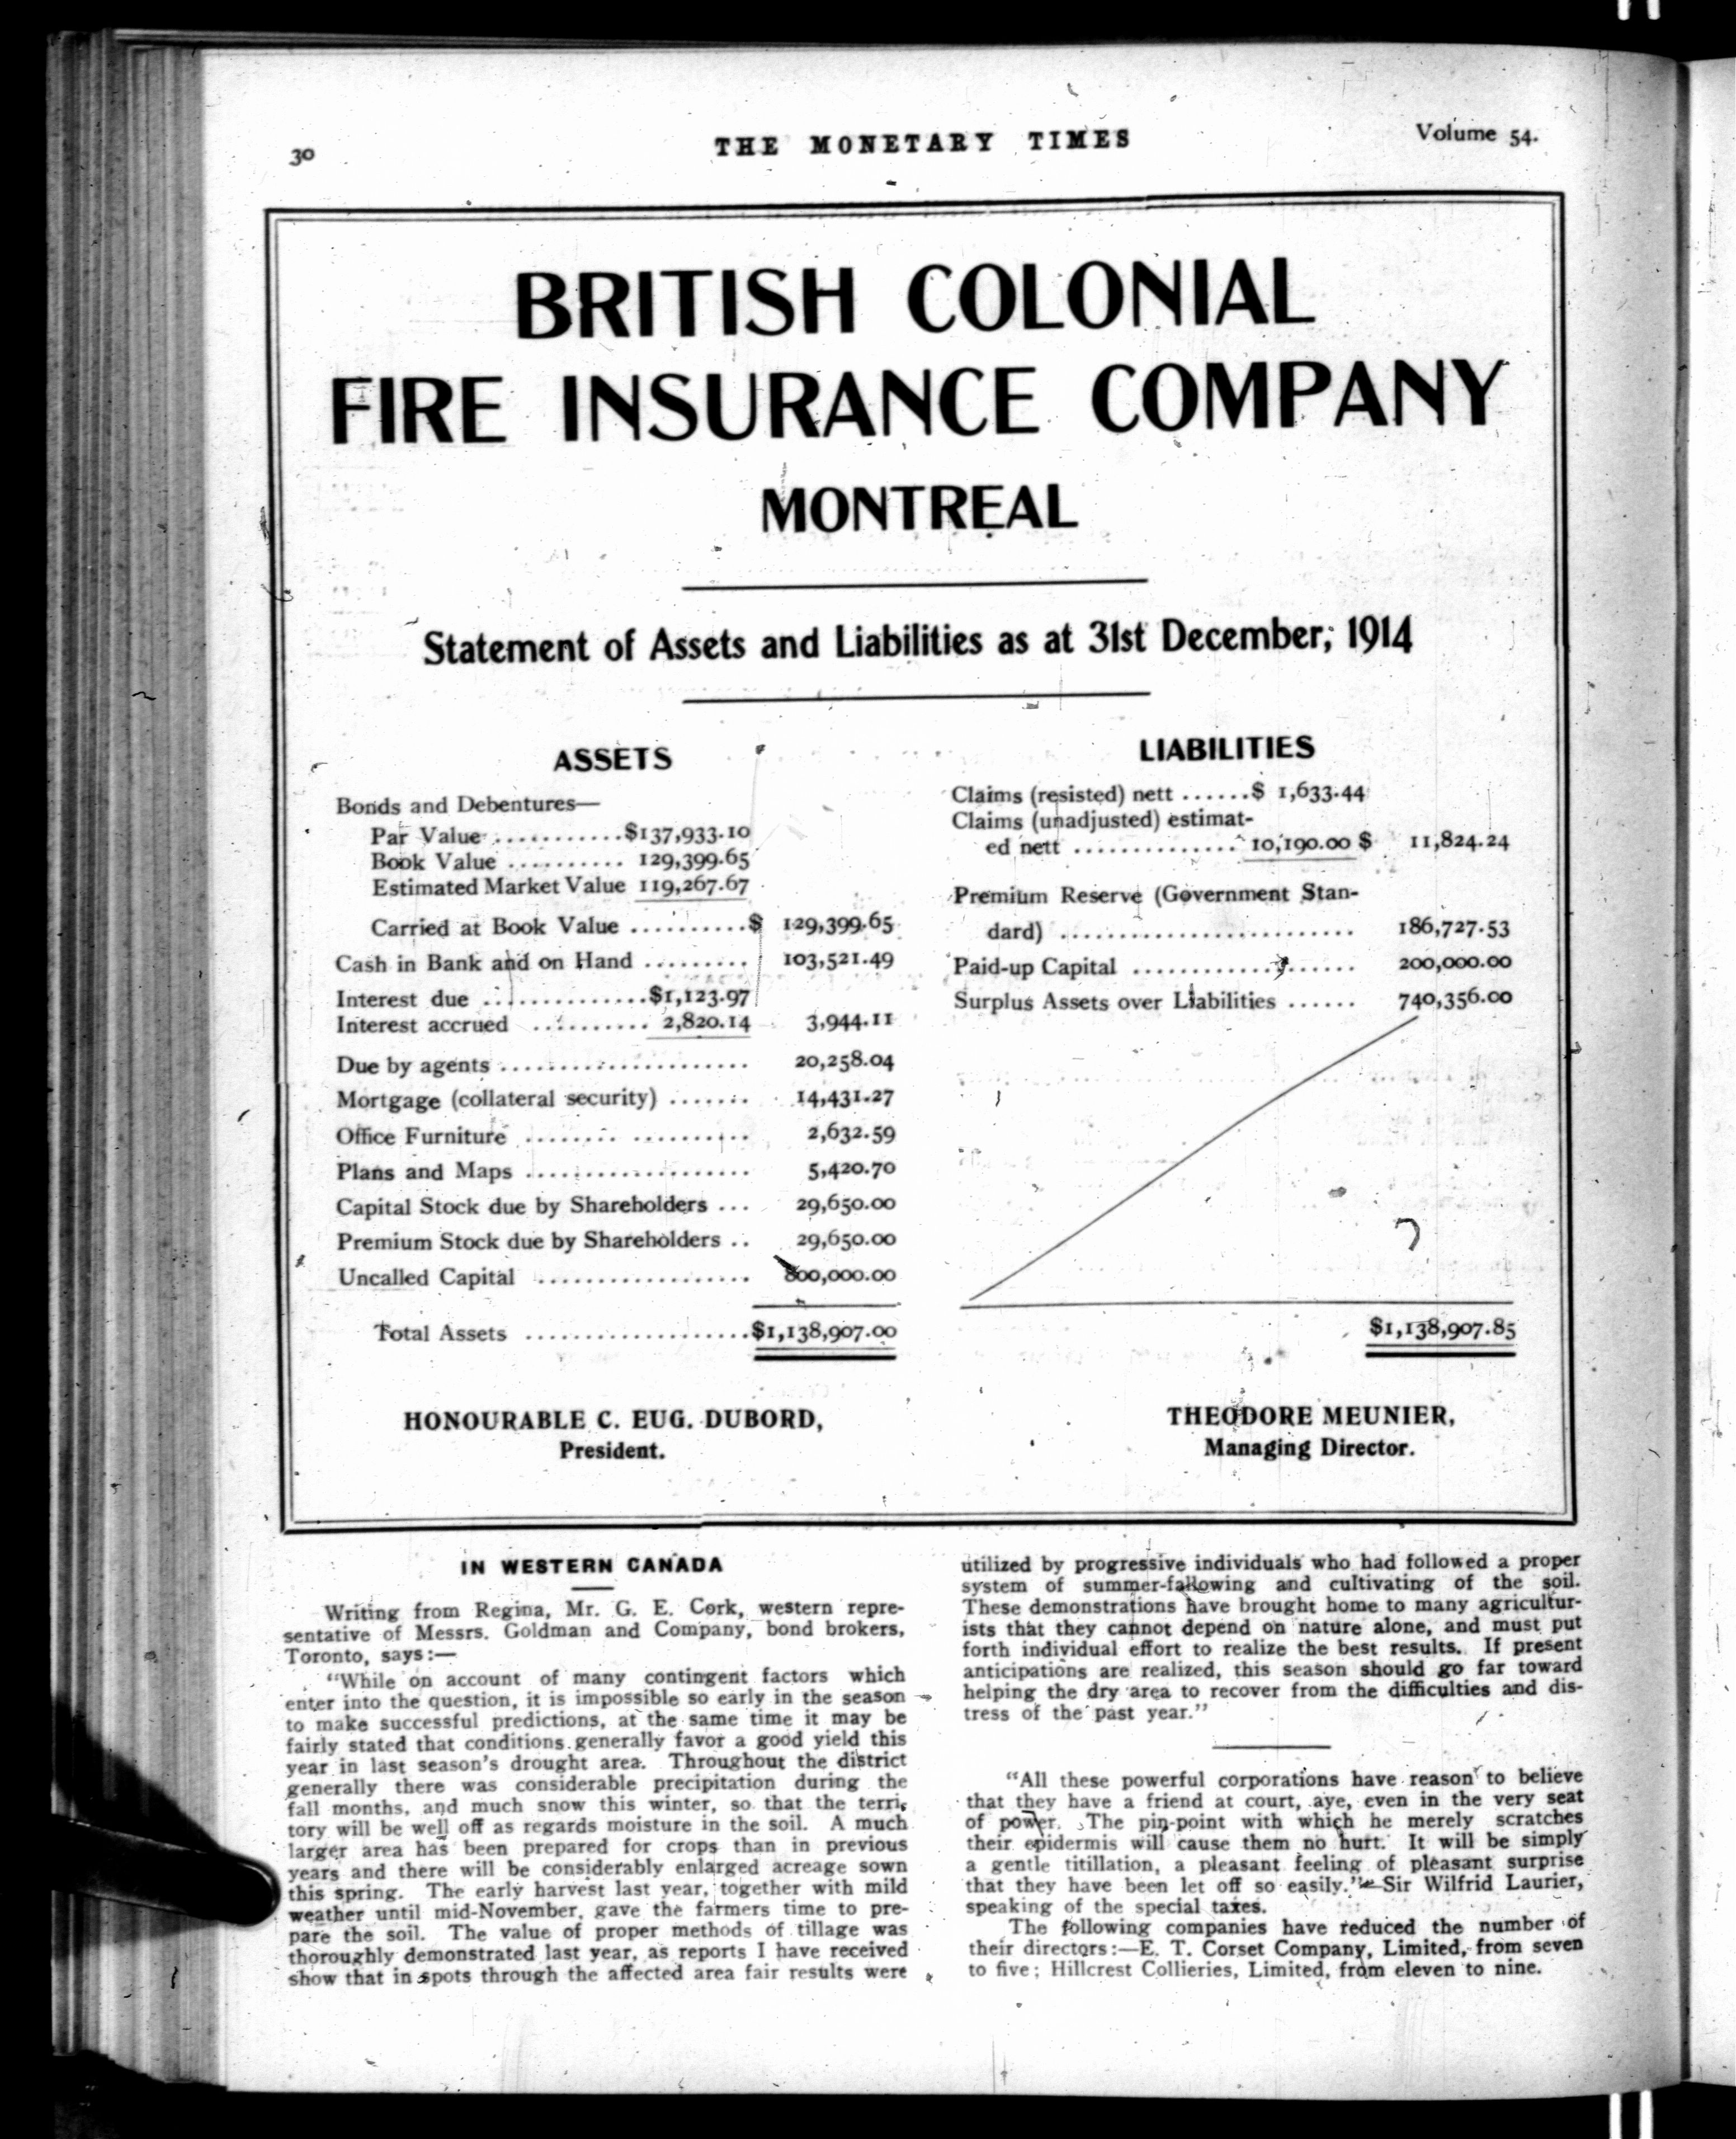 30
THE MONETARY TIMES
Volume 54.
BRITISH COLONIAL
FIRE INSURANCE COMPANY
MONTREAL
Statement of Assets and Liabilities as at 31st December, 1914
ASSETS
Bonds and Debentures—
Par Value ............$137,933.10
Book Value .......... 129,399.65
Estimated Market Value 119,267.67
Carried at Book Value ..........$ 129,399.65
Cash in Bank and on Hand ......... 103,521.49
Interest due ..............$1,123.97
Interest accrued .......... 2,820.14 3,944.11
Due by agents ...................... 20,258.04
Mortgage (collateral security) ....... 14,431.27
Office Furniture .................... 2,632.59
Plans and Maps .................... 5,420.70
Capital Stock due by Shareholders ... 29,650.00
Premium Stock due by Shareholders .. 29,650.00
Uncalled Capital ................... 800,000.00
Total Assets ....................$1,138,907.00
LIABILITIES
Claims (resisted) nett ......$ 1,633.44
Claims (unadjusted) estimat-
ed nett .............. 10,190.00 $ 11,824.24
Premium Reserve (Government Stan-
dard) .......................... 186,727.53
Paid-up Capital .................... 200,000.00
Surplus Assets over Liabilities ...... 740,356.00
$1,138,907.85
HONOURABLE C. EUG. DUBORD,
President.
THEODORE MEUNIER,
Managing Director.
IN WESTERN CANADA
Writing from Regina, Mr. G. E. Cork, western repre-
sentative of Messrs. Goldman and Company, bond brokers,
Toronto, says:—
"While on account of many contingent factors which
enter into the question, it is impossible so early in the season
to make successful predictions, at the same time it may be
fairly stated that conditions generally favor a good yield this
year in last season's drought area. Throughout the district
generally there was considerable precipitation during the
fall months, and much snow this winter, so that the terri-
tory will be well off as regards moisture in the soil. A much
larger area has been prepared for crops than in previous
years and there will be considerably enlarged acreage sown
this spring. The early harvest last year, together with mild
weather until mid-November, gave the farmers time to pre-
pare the soil. The value of proper methods of tillage was
thoroughly demonstrated last year, as reports I have received
show that in spots through the affected area fair results were
utilized by progressive individuals who had followed a proper
system of summer-fallowing and cultivating of the soil.
These demonstrations have brought home to many agricultur-
ists that they cannot depend on nature alone, and must put
forth individual effort to realize the best results. If present
anticipations are realized, this season should go far toward
helping the dry area to recover from the difficulties and dis-
tress of the past year."
"All these powerful corporations have reason to believe
that they have a friend at court, aye, even in the very seat
of power. The pin-point with which he merely scratches
their epidermis will cause them no hurt. It will be simply
a gentle titillation, a pleasant feeling of pleasant surprise
that they have been let off so easily."—Sir Wilfrid Laurier,
speaking of the special taxes.
The following companies have reduced the number of
their directors:—E. T. Corset Company, Limited, from seven
to five; Hillcrest Collieries, Limited, from eleven to nine.